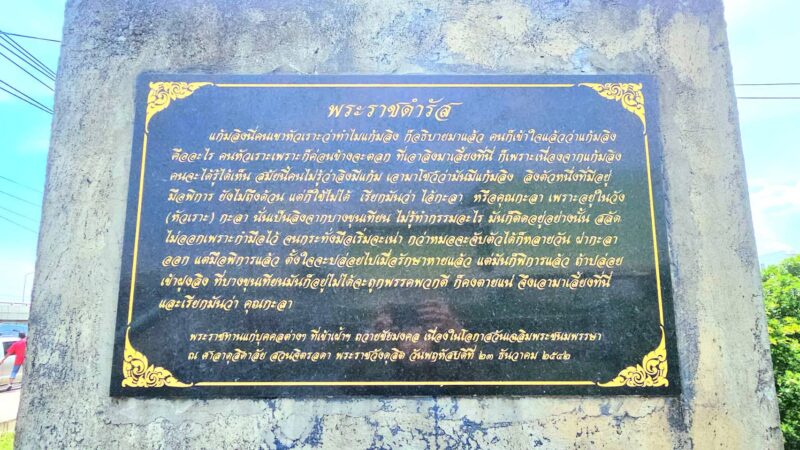 พระราชดำรัส
แก้มลิงนี่คนเขาหัวเราะว่าทำไมแก้มลิง ก็อธิบายมาแล้ว คนก็เข้าใจแล้วว่าแก้มลิง
คืออะไร คนหัวเราะเพราะก็ค่อนข้างจะตลก ที่เอาลิงมาเลี้ยงที่นี่ ก็เพราะเนื่องจากแก้มลิง
คนจะได้รู้ได้เห็น สมัยนี้คนไม่รู้ว่าลิงมีแก้ม เอามาโชว์ว่ามันมีแก้มลิง ลิงตัวหนึ่งที่มีอยู่
มือพิการ ยังไม่ถึงด้วน แต่ก็ใช้ไม่ได้ เรียกมันว่า ไอ้กะลา หรือคุณกะลา เพราะอยู่ในวัง
(หัวเราะ) กะลา นั่นเป็นลิงจากบางขุนเทียน ไม่รู้ทำกรรมอะไร มันก็ติดอยู่อย่างนั้น สลัด
ไม่ออกเพราะกำมือไว้ จนกระทั่งมือเริ่มจะเน่า กว่าหมอจะจับตัวได้ก็หลายวัน ผ่ากะลา
ออก แต่มือพิการแล้ว ตั้งใจจะปล่อยไปเมื่อรักษาหายแล้ว แต่มันก็พิการแล้ว ถ้าปล่อย
เข้าฝูงลิง ที่บางขุนเทียนมันก็อยู่ไม่ได้จะถูกพรรคพวกตี ก็คงตายแน่ จึงเอามาเลี้ยงที่นี่
และเรียกมันว่า คุณกะลา
พระราชทานแก่บุคคลต่างๆ ที่เข้าเฝ้าฯ ถวายชัยมงคล เนื่องในโอกาสวันเฉลิมพระชนมพรรษา
ณ ศาลาดุสิดาลัย สวนจิตรลดา พระราชวังดุสิต วันพฤหัสบดีที่ ๒๓ ธันวาคม ๒๕๔๒